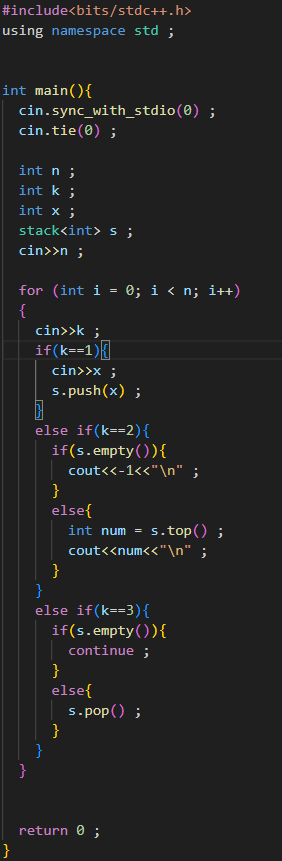 #include<bits/stdc++.h>
using namespace std ;
int main(){
cin.sync_with_stdio(0) ;
cin.tie(0) ;
int n ;
int k ;
int x ;
stack<int> s ;
cin>>n ;
for (int i = 0; i < n; i++)
{
cin>>k ;
if(k==1){
cin>>x ;
s.push(x) ;
}
else if(k==2){
if(s.empty()){
cout<<-1<<"\n" ;
}
else{
int num = s.top() ;
cout<<num<<"\n" ;
}
}
else if(k==3){
if(s.empty()){
continue ;
}
else{
s.pop() ;
}
}
}
return 0 ;
}